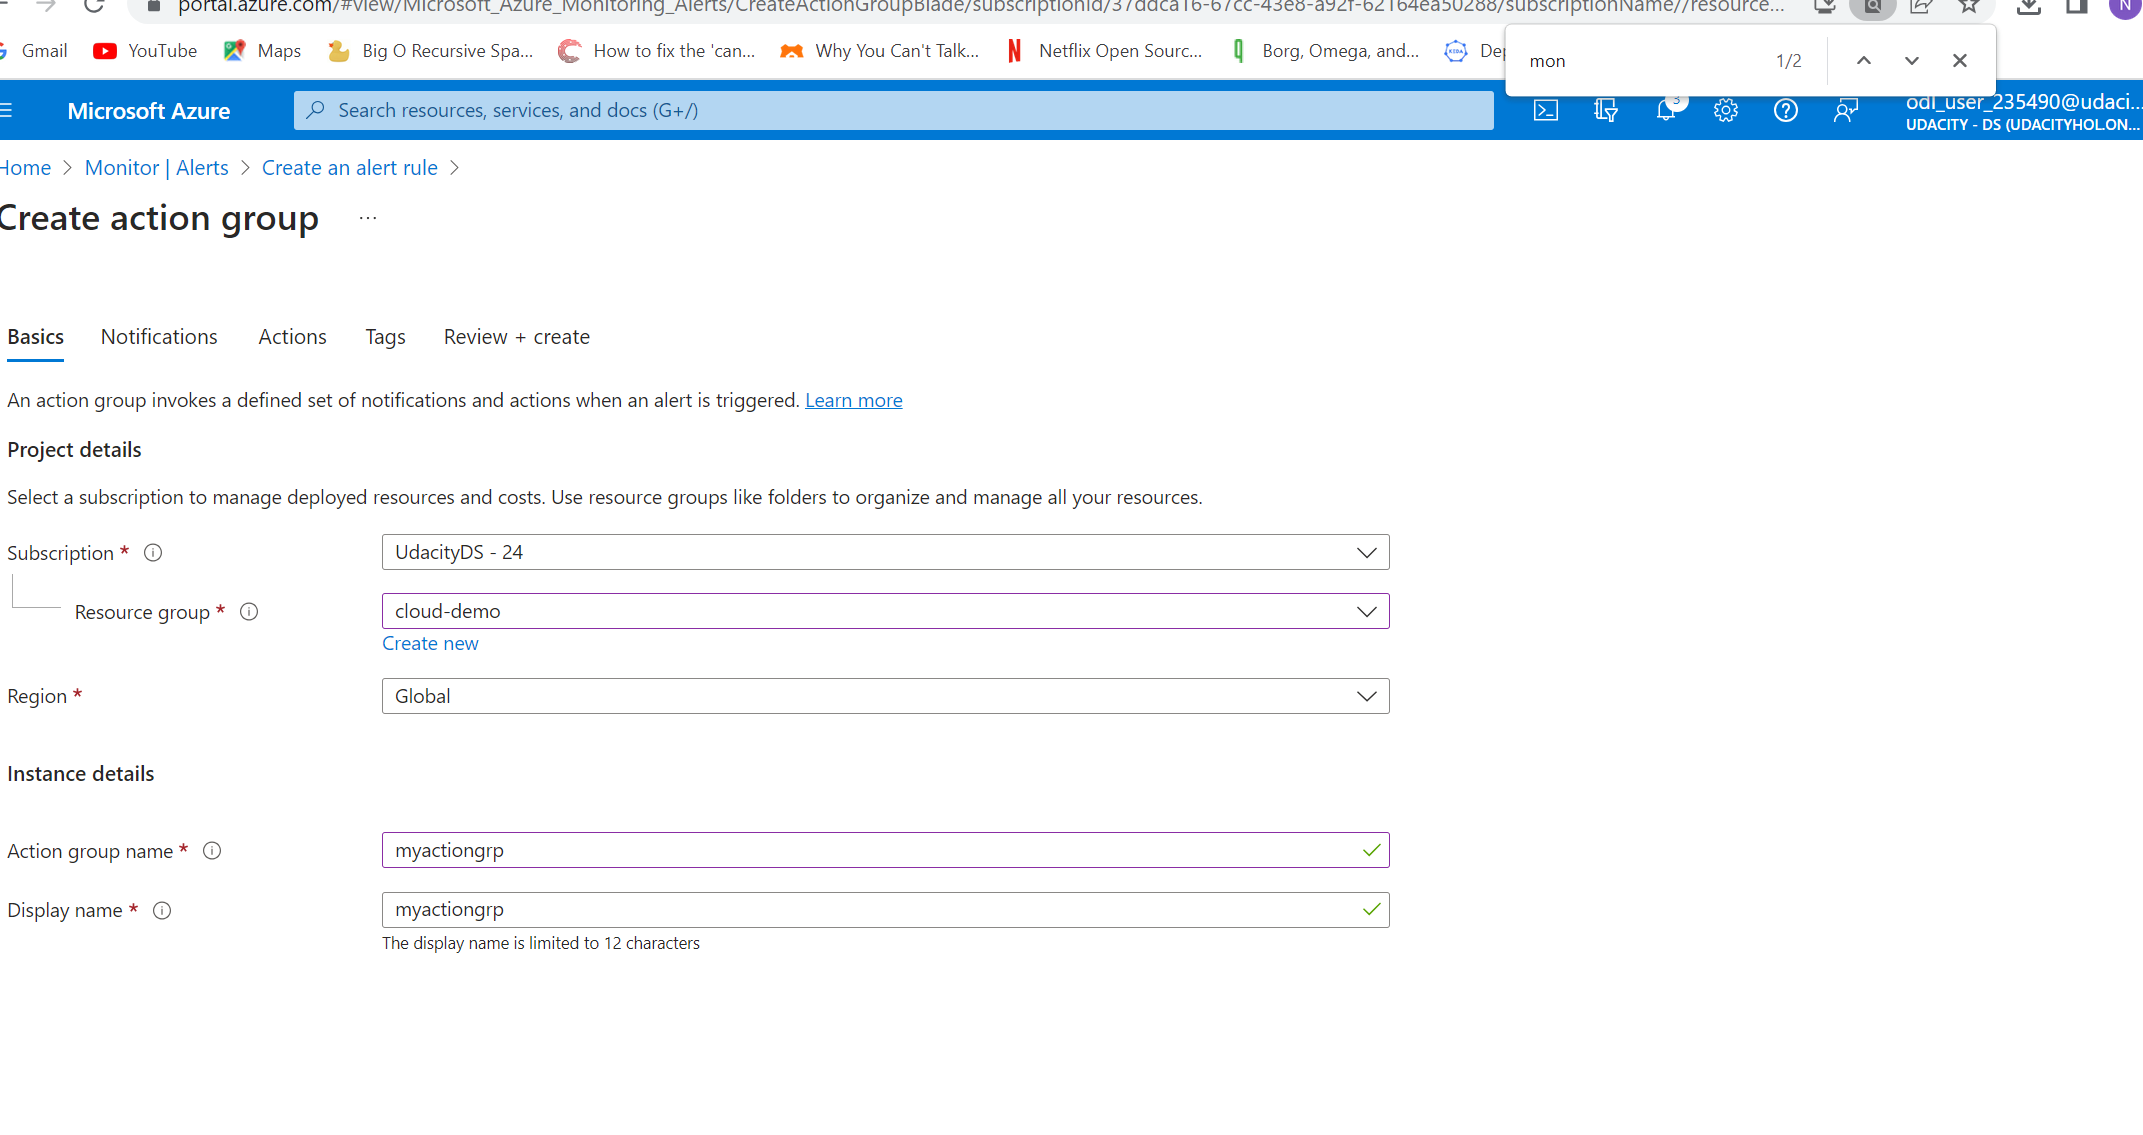 portal.azure.com/#view/Microsoft_Azure_Monitoring_Alerts/CreateActionGroupBlade/subscriptionId/37ddca16-67cc-43e8-a92f-62164ea50288/subscriptionName//resource...
N
Gmail YouTube Maps Big O Recursive Spa... How to fix the 'can... Why You Can't Talk... Netflix Open Sourc... Borg, Omega, and... Dep
mon 1/2
Microsoft Azure
Search resources, services, and docs (G+/)
3
odl_user_235490@udaci...
UDACITY - DS (UDACITYHOL.ON...
Home > Monitor | Alerts > Create an alert rule >
Create action group ...
Basics Notifications Actions Tags Review + create
An action group invokes a defined set of notifications and actions when an alert is triggered. Learn more
Project details
Select a subscription to manage deployed resources and costs. Use resource groups like folders to organize and manage all your resources.
Subscription * UdacityDS - 24
Resource group * cloud-demo
Create new
Region * Global
Instance details
Action group name * myactiongrp
Display name * myactiongrp
The display name is limited to 12 characters